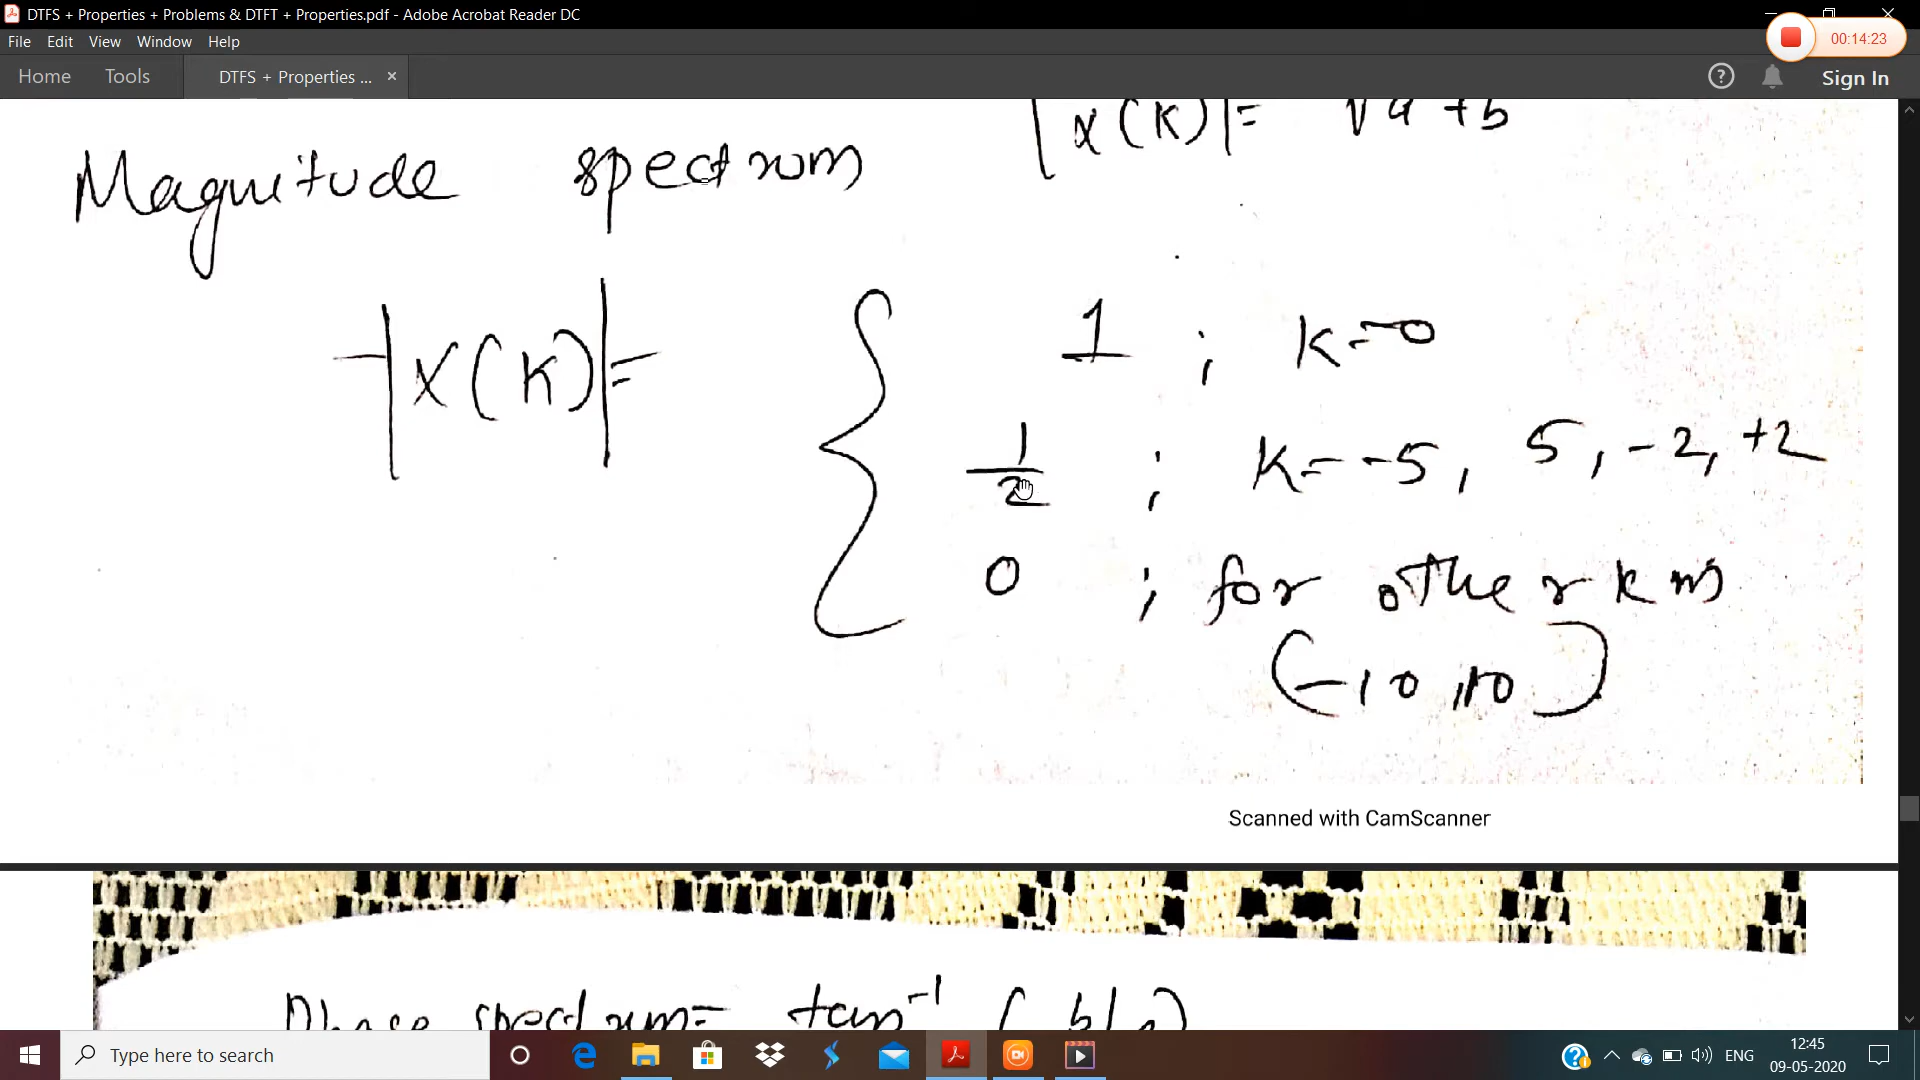 DTFS + Properties + Problems & DTFT + Properties.pdf - Adobe Acrobat Reader DC
00:14:23
File Edit View Window Help
Home Tools DTFS + Properties ... × Sign In
|X(K)|= √a + b
Magnitude spectrum
|X(K)|=
1 ; K=0
1/2 ; K=-5, 5, -2, +2
0 ; for other K in
(-10, 10)
Scanned with CamScanner
Phase spectrum= tan⁻¹ (b/a)
Type here to search
ENG
12:45
09-05-2020